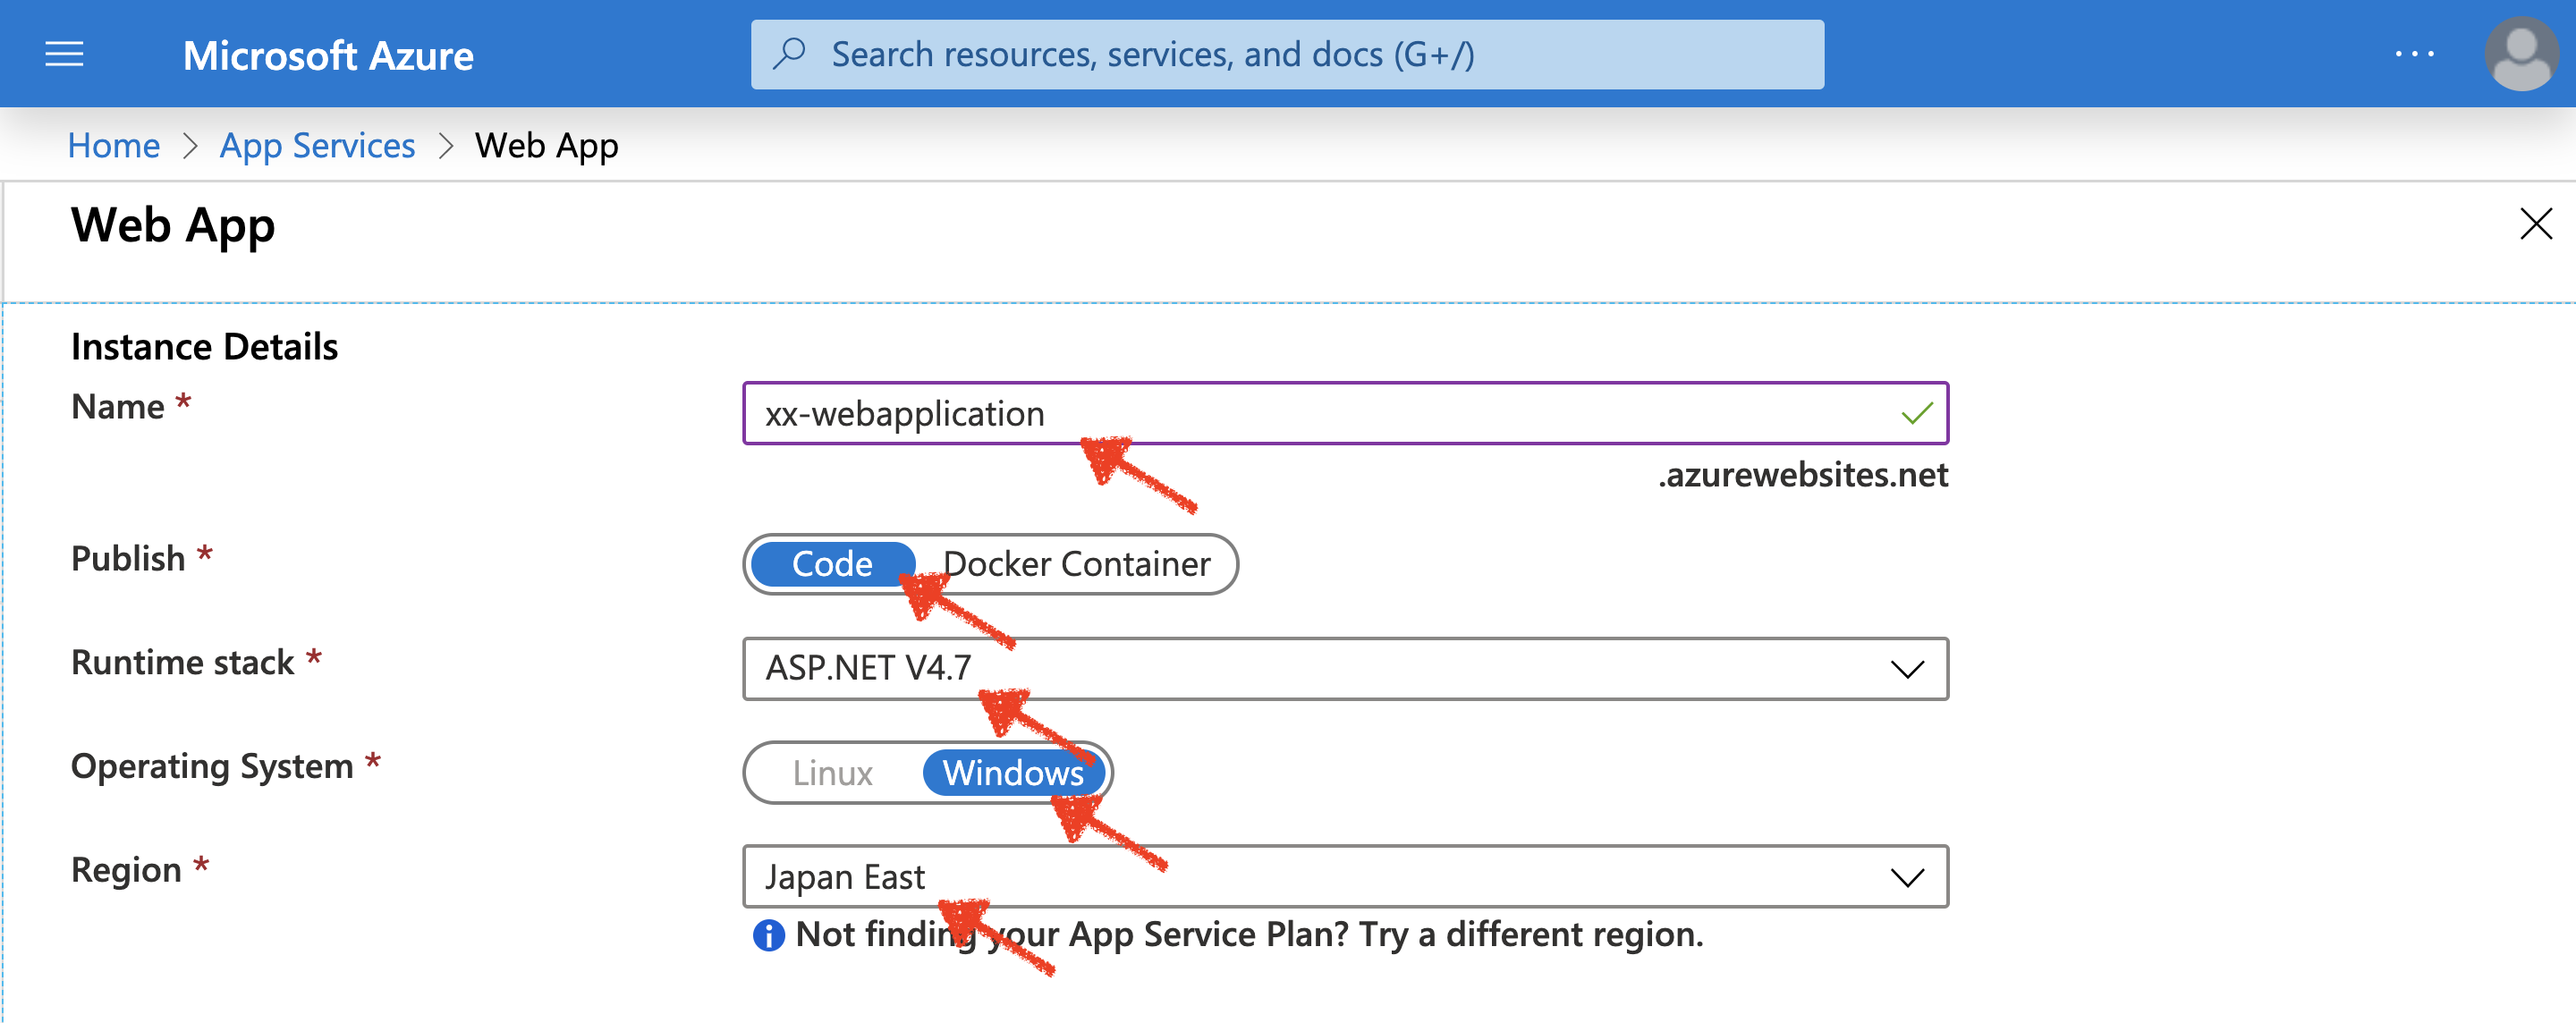 Microsoft Azure
Search resources, services, and docs (G+/)
Home > App Services > Web App
Web App
Instance Details
Name *
xx-webapplication
.azurewebsites.net
Publish *
Code Docker Container
Runtime stack *
ASP.NET V4.7
Operating System *
Linux Windows
Region *
Japan East
Not finding your App Service Plan? Try a different region.